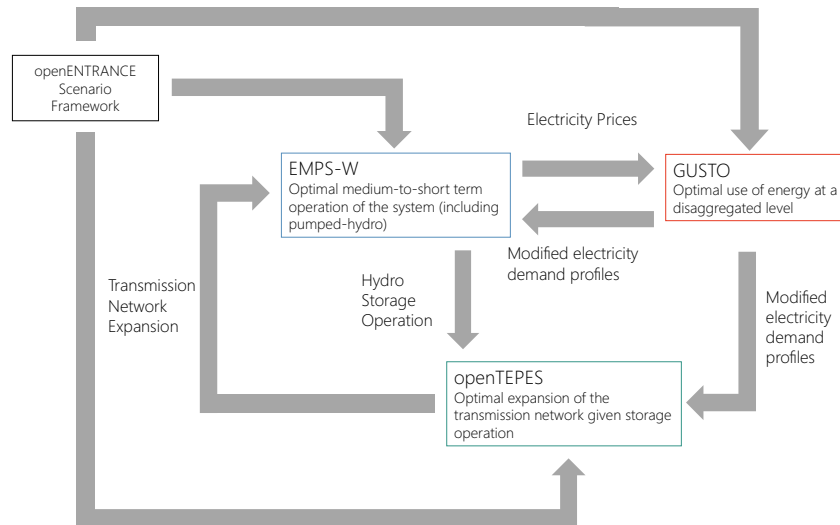 openENTRANCE
Scenario
Framework
Electricity Prices
EMPS-W
Optimal medium-to-short term
operation of the system (including
pumped-hydro)
GUSTO
Optimal use of energy at a
disaggregated level
Modified electricity
demand profiles
Transmission
Network
Expansion
Hydro
Storage
Operation
Modified
electricity
demand
profiles
openTEPES
Optimal expansion of the
transmission network given storage
operation